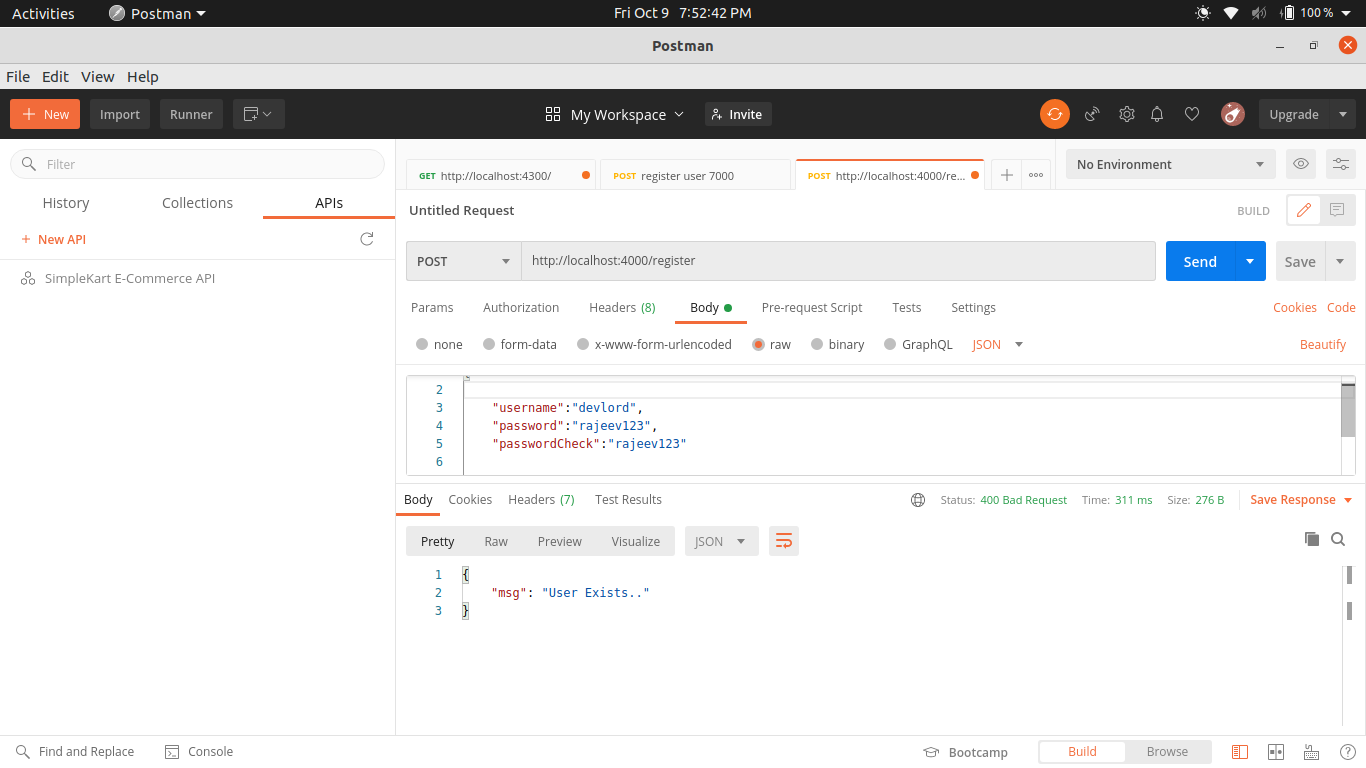 Activities Postman Fri Oct 9 7:52:42 PM 100 %
Postman
File Edit View Help
+ New Import Runner My Workspace Invite Upgrade
Filter
History Collections APIs
+ New API
SimpleKart E-Commerce API
GET http://localhost:4300/ POST register user 7000 POST http://localhost:4000/re... + ooo No Environment
Untitled Request BUILD
POST http://localhost:4000/register Send Save
Params Authorization Headers (8) Body Pre-request Script Tests Settings Cookies Code
none form-data x-www-form-urlencoded raw binary GraphQL JSON Beautify
2
3 "username":"devlord",
4 "password":"rajeev123",
5 "passwordCheck":"rajeev123"
6
Body Cookies Headers (7) Test Results Status: 400 Bad Request Time: 311 ms Size: 276 B Save Response
Pretty Raw Preview Visualize JSON
1 {
2 "msg": "User Exists.."
3 }
Find and Replace Console Bootcamp Build Browse ?